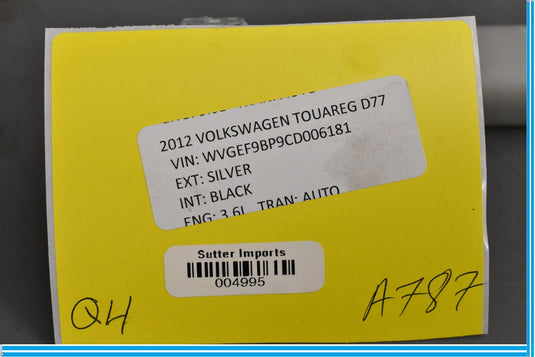 2012 VOLKSWAGEN TOUAREG D77
VIN: WVGEF9BP9CD006181
EXT: SILVER
INT: BLACK
ENG: 3.6L TRAN: AUTO
Sutter Imports
004995
Q4
A787